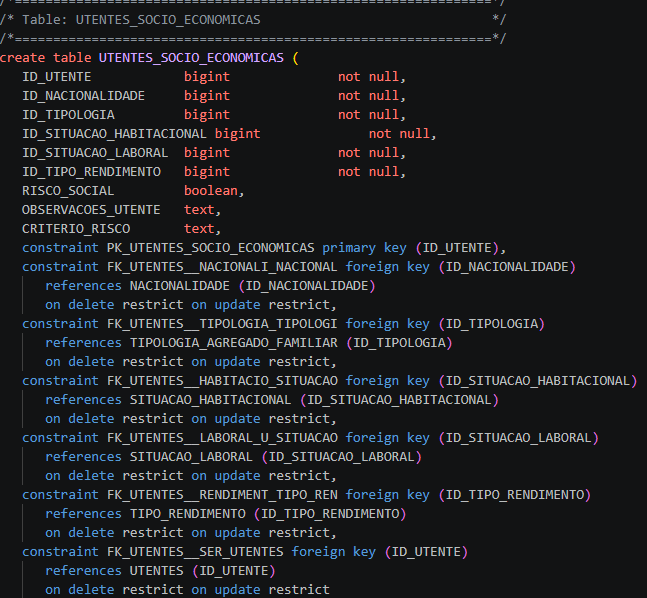 /*==============================================================*/
/* Table: UTENTES_SOCIO_ECONOMICAS                              */
/*==============================================================*/
create table UTENTES_SOCIO_ECONOMICAS (
   ID_UTENTE            bigint               not null,
   ID_NACIONALIDADE     bigint               not null,
   ID_TIPOLOGIA         bigint               not null,
   ID_SITUACAO_HABITACIONAL bigint               not null,
   ID_SITUACAO_LABORAL  bigint               not null,
   ID_TIPO_RENDIMENTO   bigint               not null,
   RISCO_SOCIAL         boolean,
   OBSERVACOES_UTENTE   text,
   CRITERIO_RISCO       text,
   constraint PK_UTENTES_SOCIO_ECONOMICAS primary key (ID_UTENTE),
   constraint FK_UTENTES__NACIONALI_NACIONAL foreign key (ID_NACIONALIDADE)
      references NACIONALIDADE (ID_NACIONALIDADE)
      on delete restrict on update restrict,
   constraint FK_UTENTES__TIPOLOGIA_TIPOLOGI foreign key (ID_TIPOLOGIA)
      references TIPOLOGIA_AGREGADO_FAMILIAR (ID_TIPOLOGIA)
      on delete restrict on update restrict,
   constraint FK_UTENTES__HABITACIO_SITUACAO foreign key (ID_SITUACAO_HABITACIONAL)
      references SITUACAO_HABITACIONAL (ID_SITUACAO_HABITACIONAL)
      on delete restrict on update restrict,
   constraint FK_UTENTES__LABORAL_U_SITUACAO foreign key (ID_SITUACAO_LABORAL)
      references SITUACAO_LABORAL (ID_SITUACAO_LABORAL)
      on delete restrict on update restrict,
   constraint FK_UTENTES__RENDIMENT_TIPO_REN foreign key (ID_TIPO_RENDIMENTO)
      references TIPO_RENDIMENTO (ID_TIPO_RENDIMENTO)
      on delete restrict on update restrict,
   constraint FK_UTENTES__SER_UTENTES foreign key (ID_UTENTE)
      references UTENTES (ID_UTENTE)
      on delete restrict on update restrict